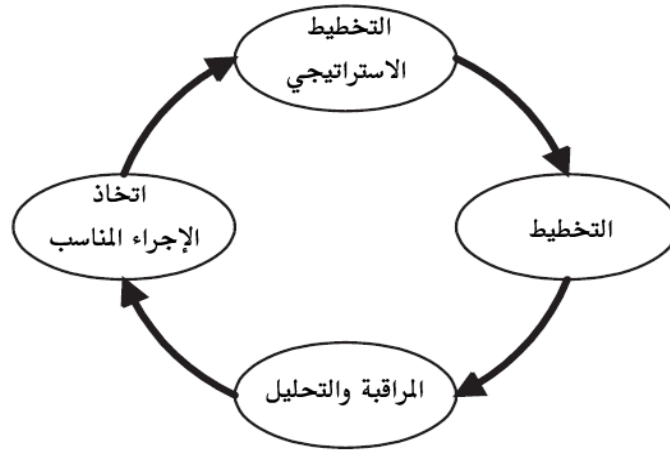 التخطيط
الاستراتيجي
التخطيط
المراقبة والتحليل
اتخاذ
الإجراء المناسب